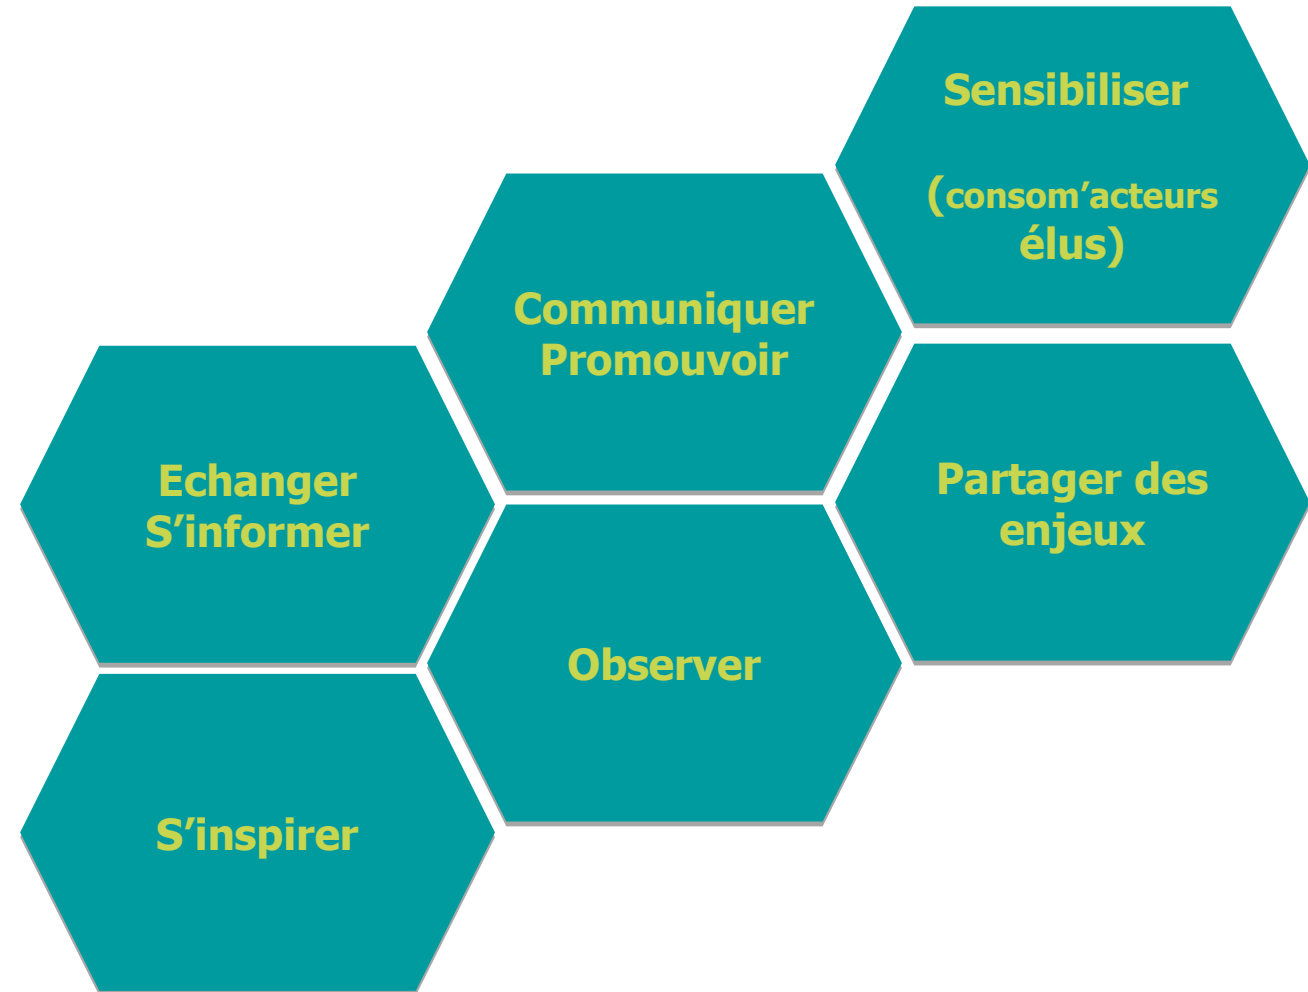 Sensibiliser
(consom’acteurs
élus)
Communiquer
Promouvoir
Echanger
S’informer
Partager des
enjeux
Observer
S’inspirer